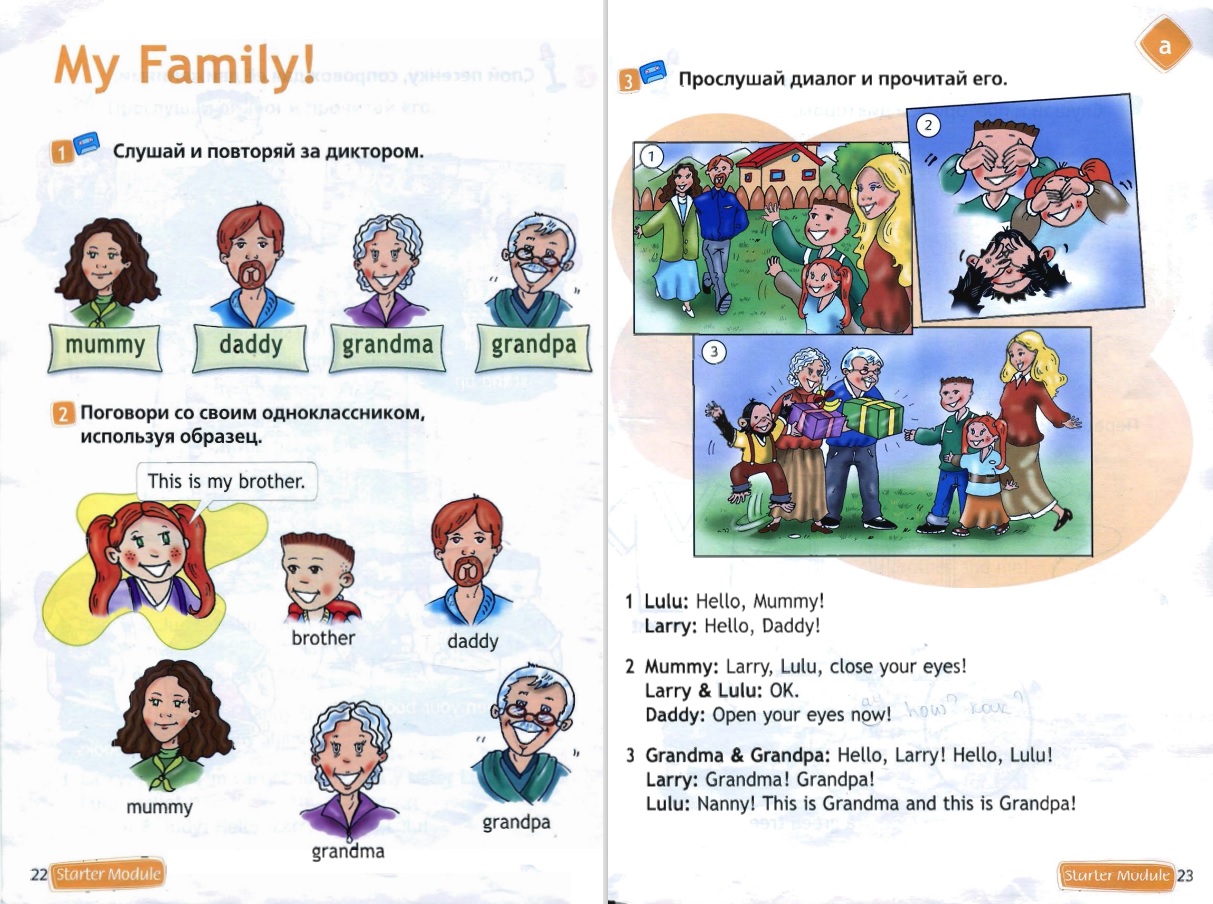 My Family!
1 Слушай и повторяй за диктором.
mummy daddy grandma grandpa
2 Поговори со своим одноклассником,
используя образец.
This is my brother.
brother
daddy
mummy
grandma
grandpa
22 Starter Module
a
3 Прослушай диалог и прочитай его.
1
2
3
1 Lulu: Hello, Mummy!
Larry: Hello, Daddy!
2 Mummy: Larry, Lulu, close your eyes!
Larry & Lulu: OK.
Daddy: Open your eyes now! how?
3 Grandma & Grandpa: Hello, Larry! Hello, Lulu!
Larry: Grandma! Grandpa!
Lulu: Nanny! This is Grandma and this is Grandpa!
Starter Module 23